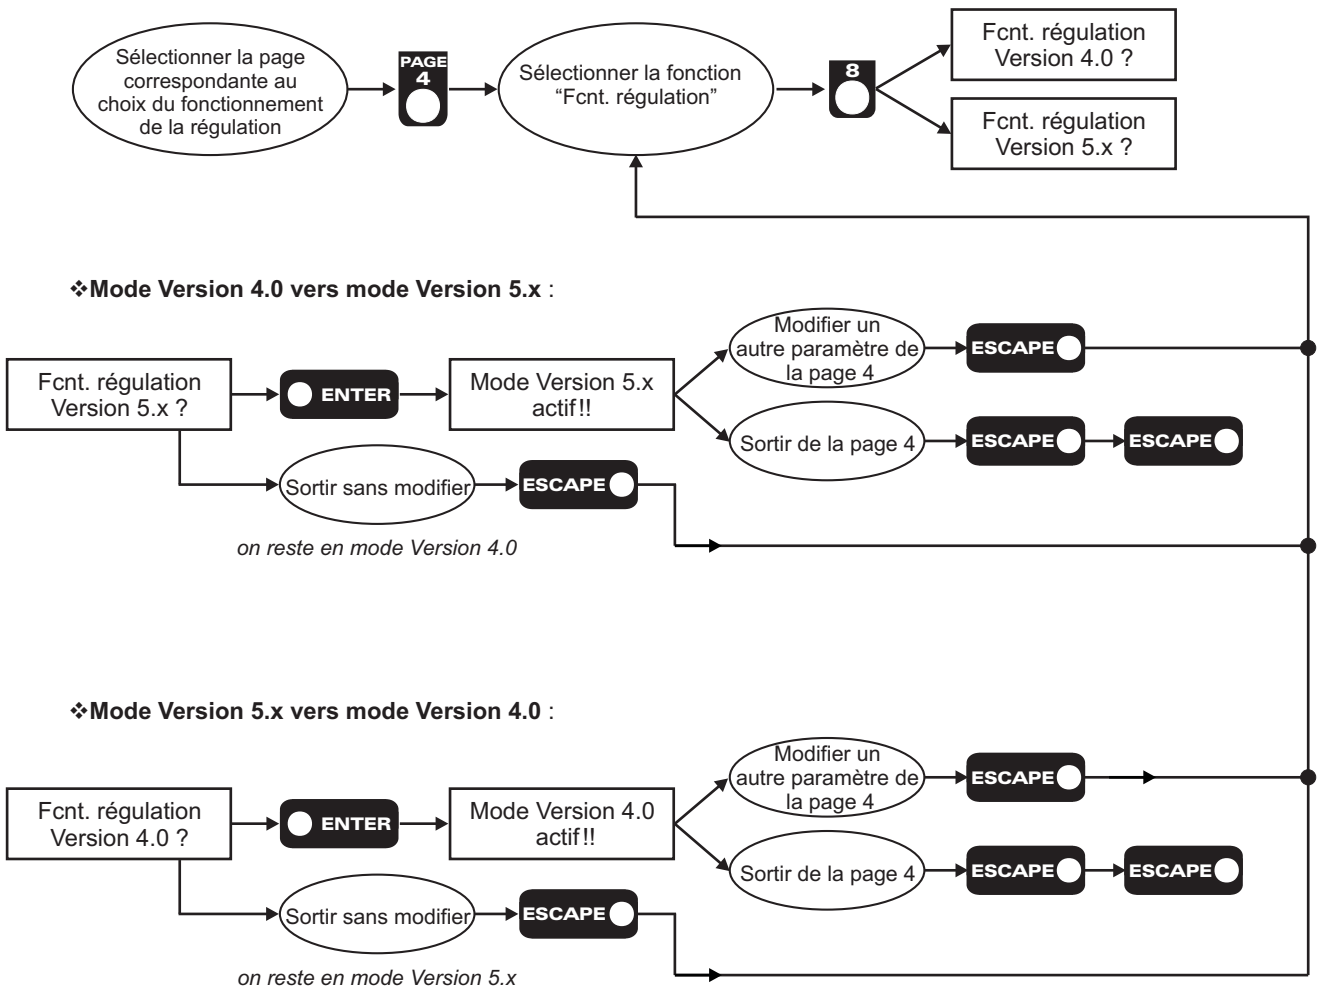 Sélectionner la page
correspondante au
choix du fonctionnement
de la régulation
PAGE
4
Sélectionner la fonction
“Fcnt. régulation”
8
Fcnt. régulation
Version 4.0 ?
Fcnt. régulation
Version 5.x ?
❖Mode Version 4.0 vers mode Version 5.x :
Fcnt. régulation
Version 5.x ?
ENTER
Mode Version 5.x
actif!!
Modifier un
autre paramètre de
la page 4
ESCAPE
Sortir de la page 4
ESCAPE
ESCAPE
Sortir sans modifier
ESCAPE
on reste en mode Version 4.0
❖Mode Version 5.x vers mode Version 4.0 :
Fcnt. régulation
Version 4.0 ?
ENTER
Mode Version 4.0
actif!!
Modifier un
autre paramètre de
la page 4
ESCAPE
Sortir de la page 4
ESCAPE
ESCAPE
Sortir sans modifier
ESCAPE
on reste en mode Version 5.x